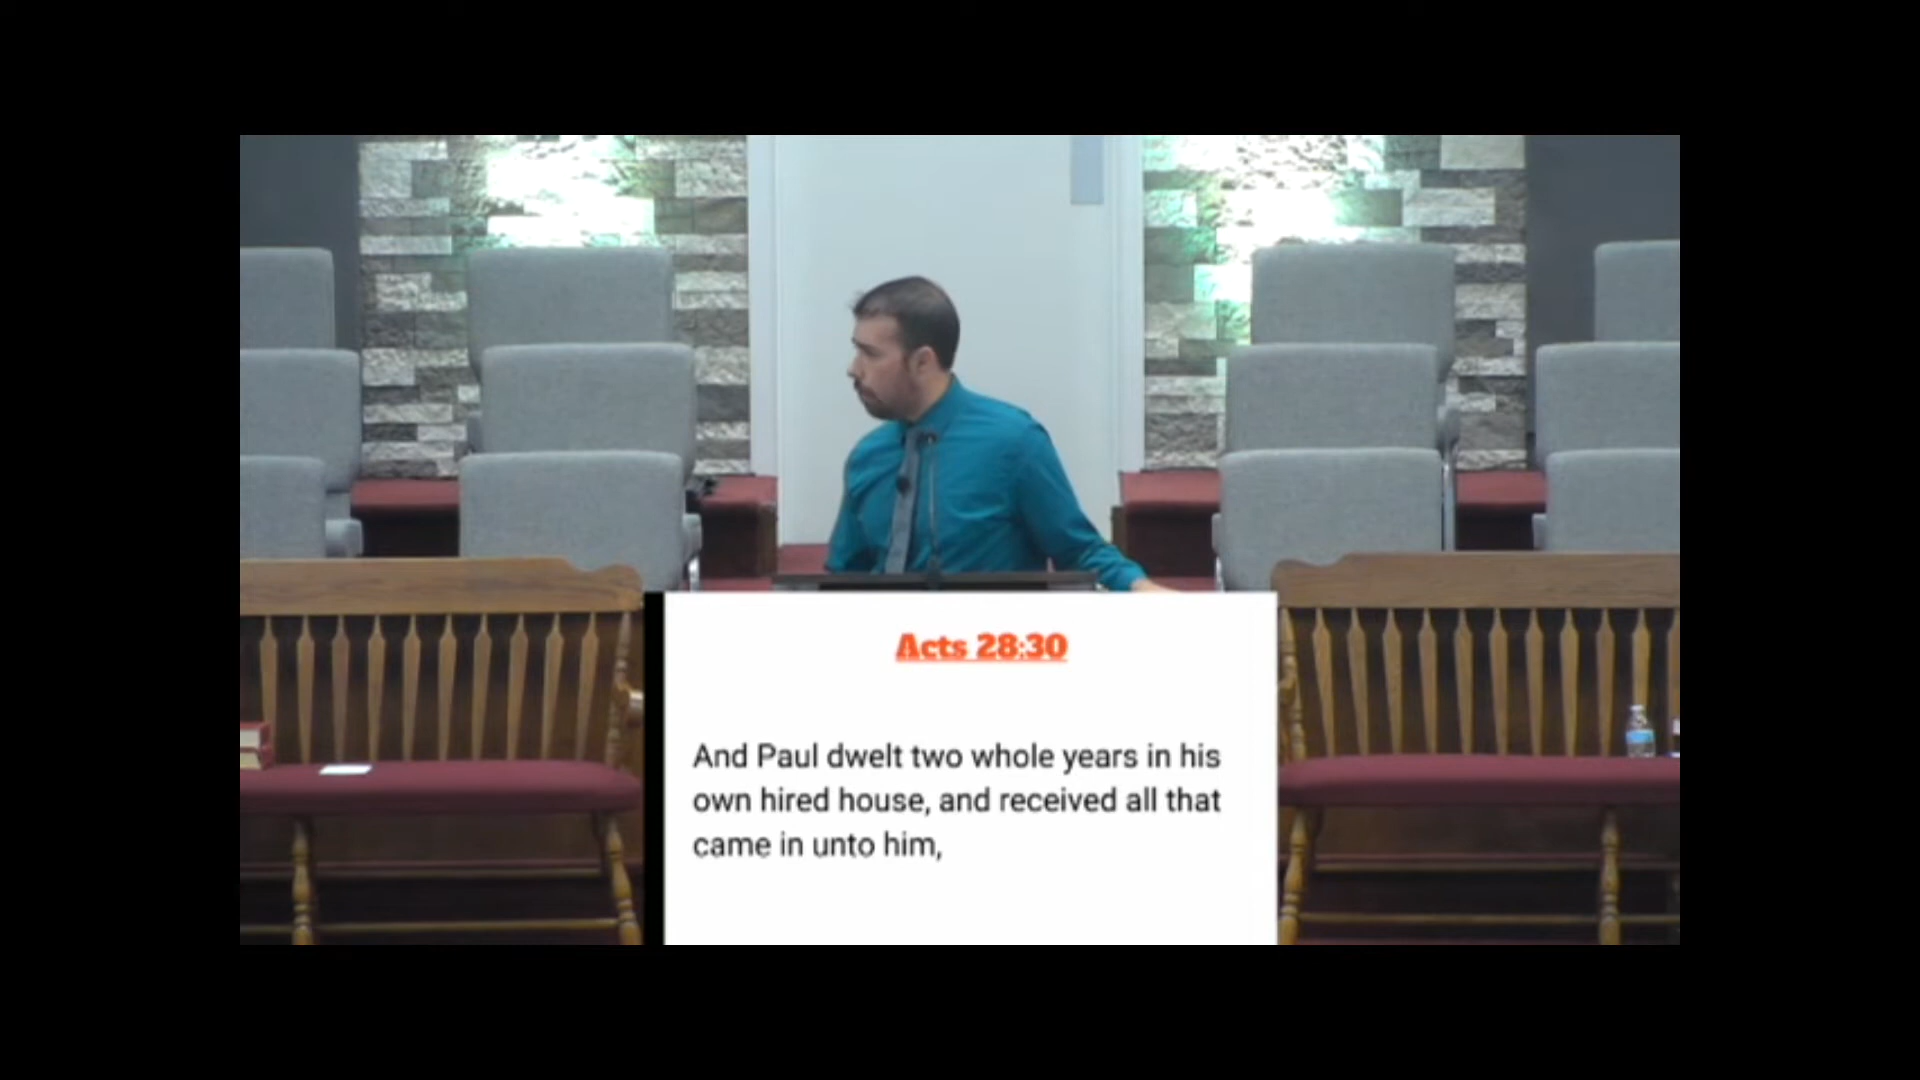 Acts 28:30
And Paul dwelt two whole years in his
own hired house, and received all that
came in unto him,